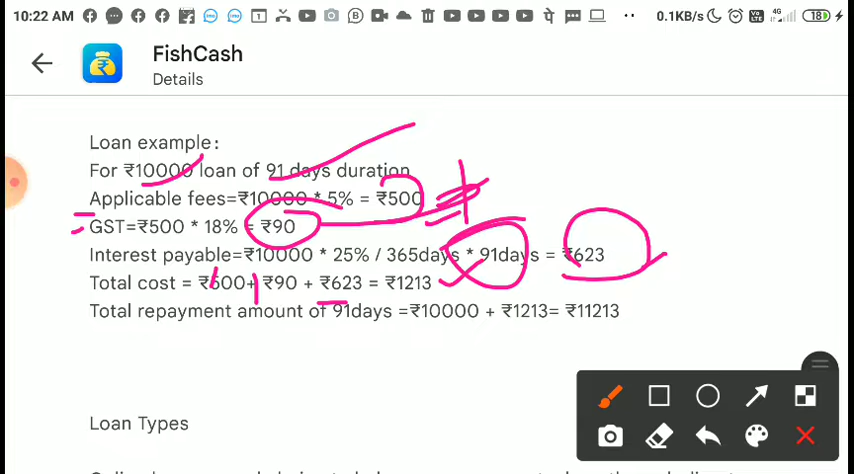 10:22 AM
0.1KB/s 4G 18
FishCash
Details
Loan example:
For ₹10000 loan of 91 days duration
Applicable fees=₹10000 * 5% = ₹500
GST=₹500 * 18% = ₹90
Interest payable=₹10000 * 25% / 365days * 91days = ₹623
Total cost = ₹500+ ₹90 + ₹623 = ₹1213
Total repayment amount of 91days =₹10000 + ₹1213= ₹11213
Loan Types